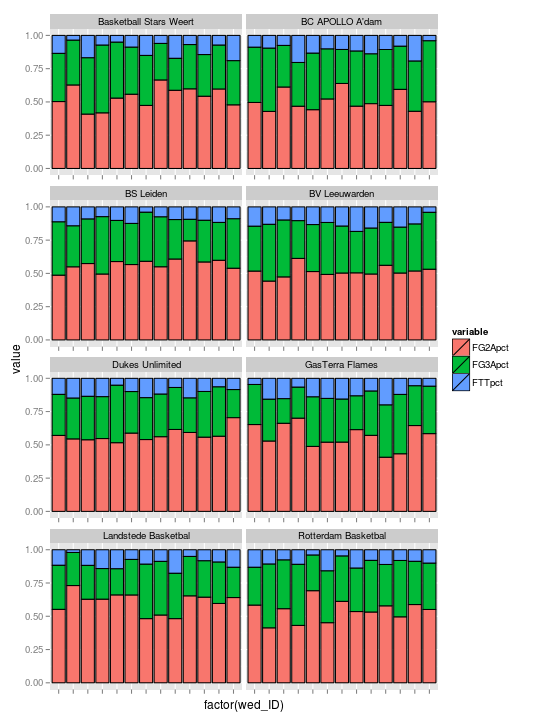 Basketball Stars Weert
BC APOLLO A'dam
1.00
0.75
0.50
0.25
0.00
BS Leiden
BV Leeuwarden
1.00
0.75
0.50
0.25
0.00
value
variable
FG2Apct
FG3Apct
FTTpct
Dukes Unlimited
GasTerra Flames
1.00
0.75
0.50
0.25
0.00
Landstede Basketbal
Rotterdam Basketbal
1.00
0.75
0.50
0.25
0.00
factor(wed_ID)